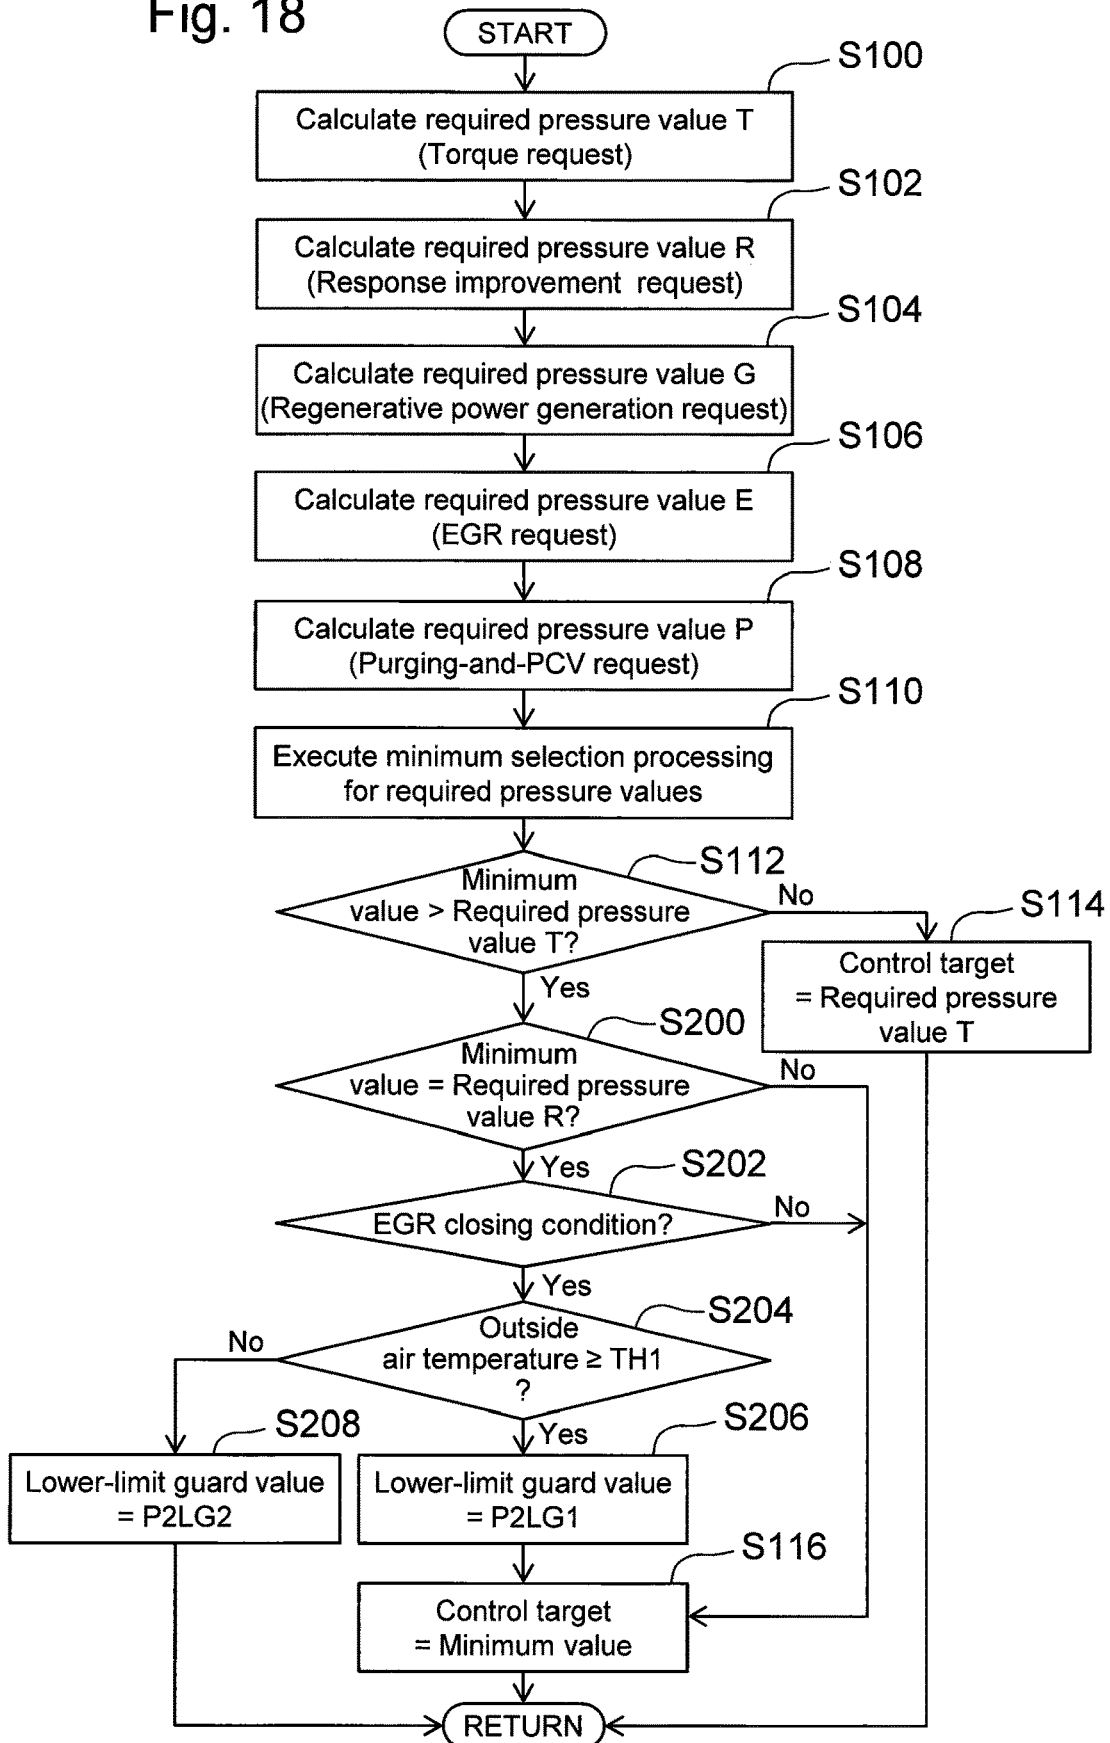 Fig. 18
START
S100
Calculate required pressure value T
(Torque request)
S102
Calculate required pressure value R
(Response improvement request)
S104
Calculate required pressure value G
(Regenerative power generation request)
S106
Calculate required pressure value E
(EGR request)
S108
Calculate required pressure value P
(Purging-and-PCV request)
S110
Execute minimum selection processing
for required pressure values
S112
Minimum
value > Required pressure
value T?
No
S114
Control target
= Required pressure
value T
Yes
S200
Minimum
value = Required pressure
value R?
No
Yes
S202
EGR closing condition?
No
Yes
S204
Outside
air temperature ≥ TH1
?
No
Yes
S208
Lower-limit guard value
= P2LG2
S206
Lower-limit guard value
= P2LG1
S116
Control target
= Minimum value
RETURN